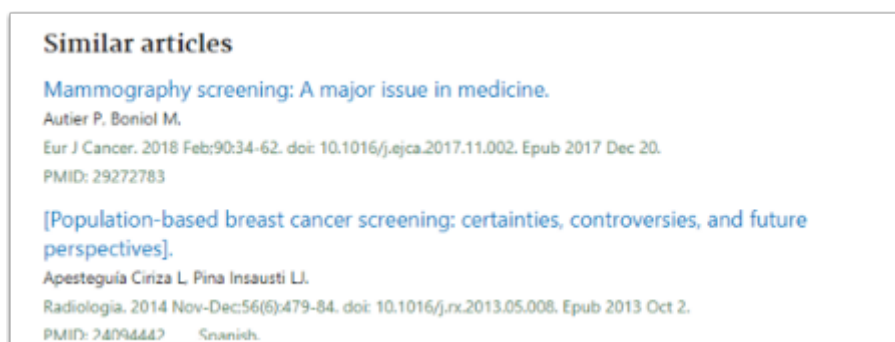 Similar articles
Mammography screening: A major issue in medicine.
Autier P, Boniol M.
Eur J Cancer. 2018 Feb;90:34-62. doi: 10.1016/j.ejca.2017.11.002. Epub 2017 Dec 20.
PMID: 29272783
[Population-based breast cancer screening: certainties, controversies, and future
perspectives].
Apesteguía Ciriza L, Pina Insausti LJ.
Radiologia. 2014 Nov-Dec;56(6):479-84. doi: 10.1016/j.rx.2013.05.008. Epub 2013 Oct 2.
PMID: 24094442 Spanish.